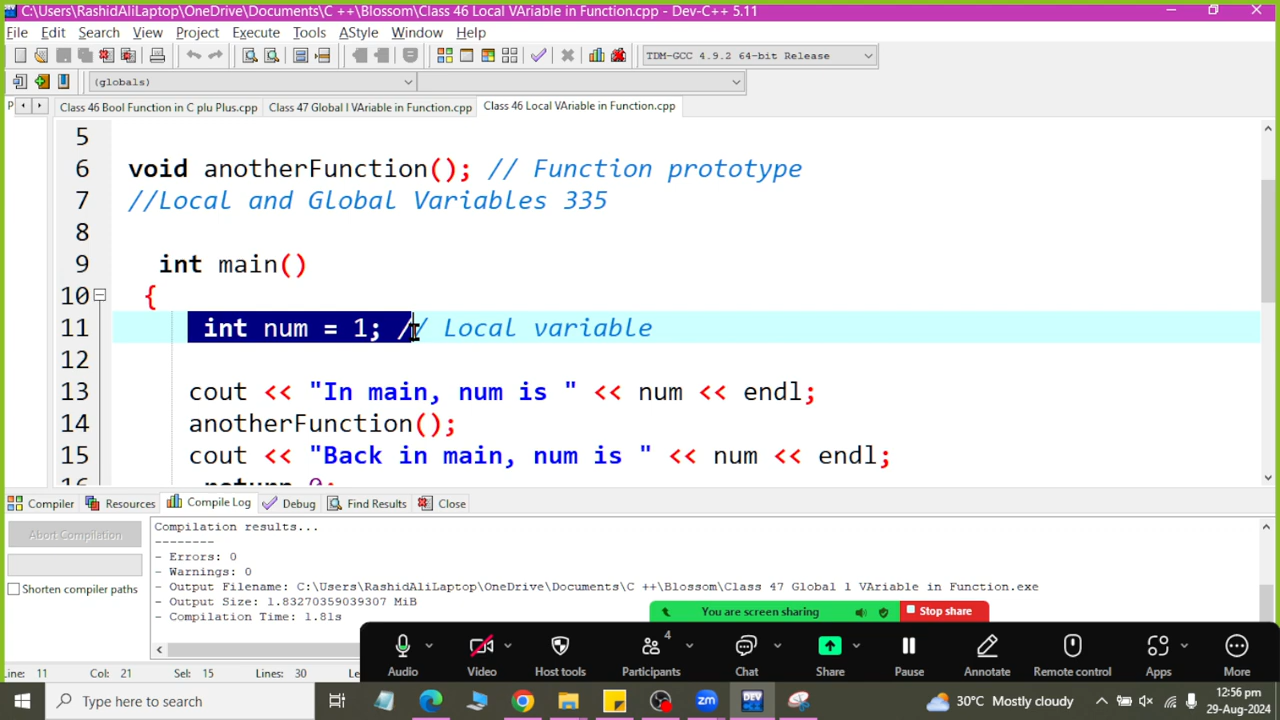 C:\Users\RashidAliLaptop\OneDrive\Documents\C ++\Blossom\Class 46 Local VAriable in Function.cpp - Dev-C++ 5.11
File Edit Search View Project Execute Tools AStyle Window Help
TDM-GCC 4.9.2 64-bit Release
(globals)
P Class 46 Bool Function in C plu Plus.cpp Class 47 Global l VAriable in Function.cpp Class 46 Local VAriable in Function.cpp
5
6 void anotherFunction(); // Function prototype
7 //Local and Global Variables 335
8
9 int main()
10 {
11 int num = 1; // Local variable
12
13 cout << "In main, num is " << num << endl;
14 anotherFunction();
15 cout << "Back in main, num is " << num << endl;
16 return 0;
Compiler Resources Compile Log Debug Find Results Close
Abort Compilation
Shorten compiler paths
Compilation results...
--------
- Errors: 0
- Warnings: 0
- Output Filename: C:\Users\RashidAliLaptop\OneDrive\Documents\C ++\Blossom\Class 47 Global l VAriable in Function.exe
- Output Size: 1.83270359039307 MiB
- Compilation Time: 1.81s
You are screen sharing Stop share
4
Audio Video Host tools Participants Chat Share Pause Annotate Remote control Apps More
Line: 11 Col: 21 Sel: 15 Lines: 30 Le
Type here to search
zm DEV
30°C Mostly cloudy
12:56 pm
29-Aug-2024